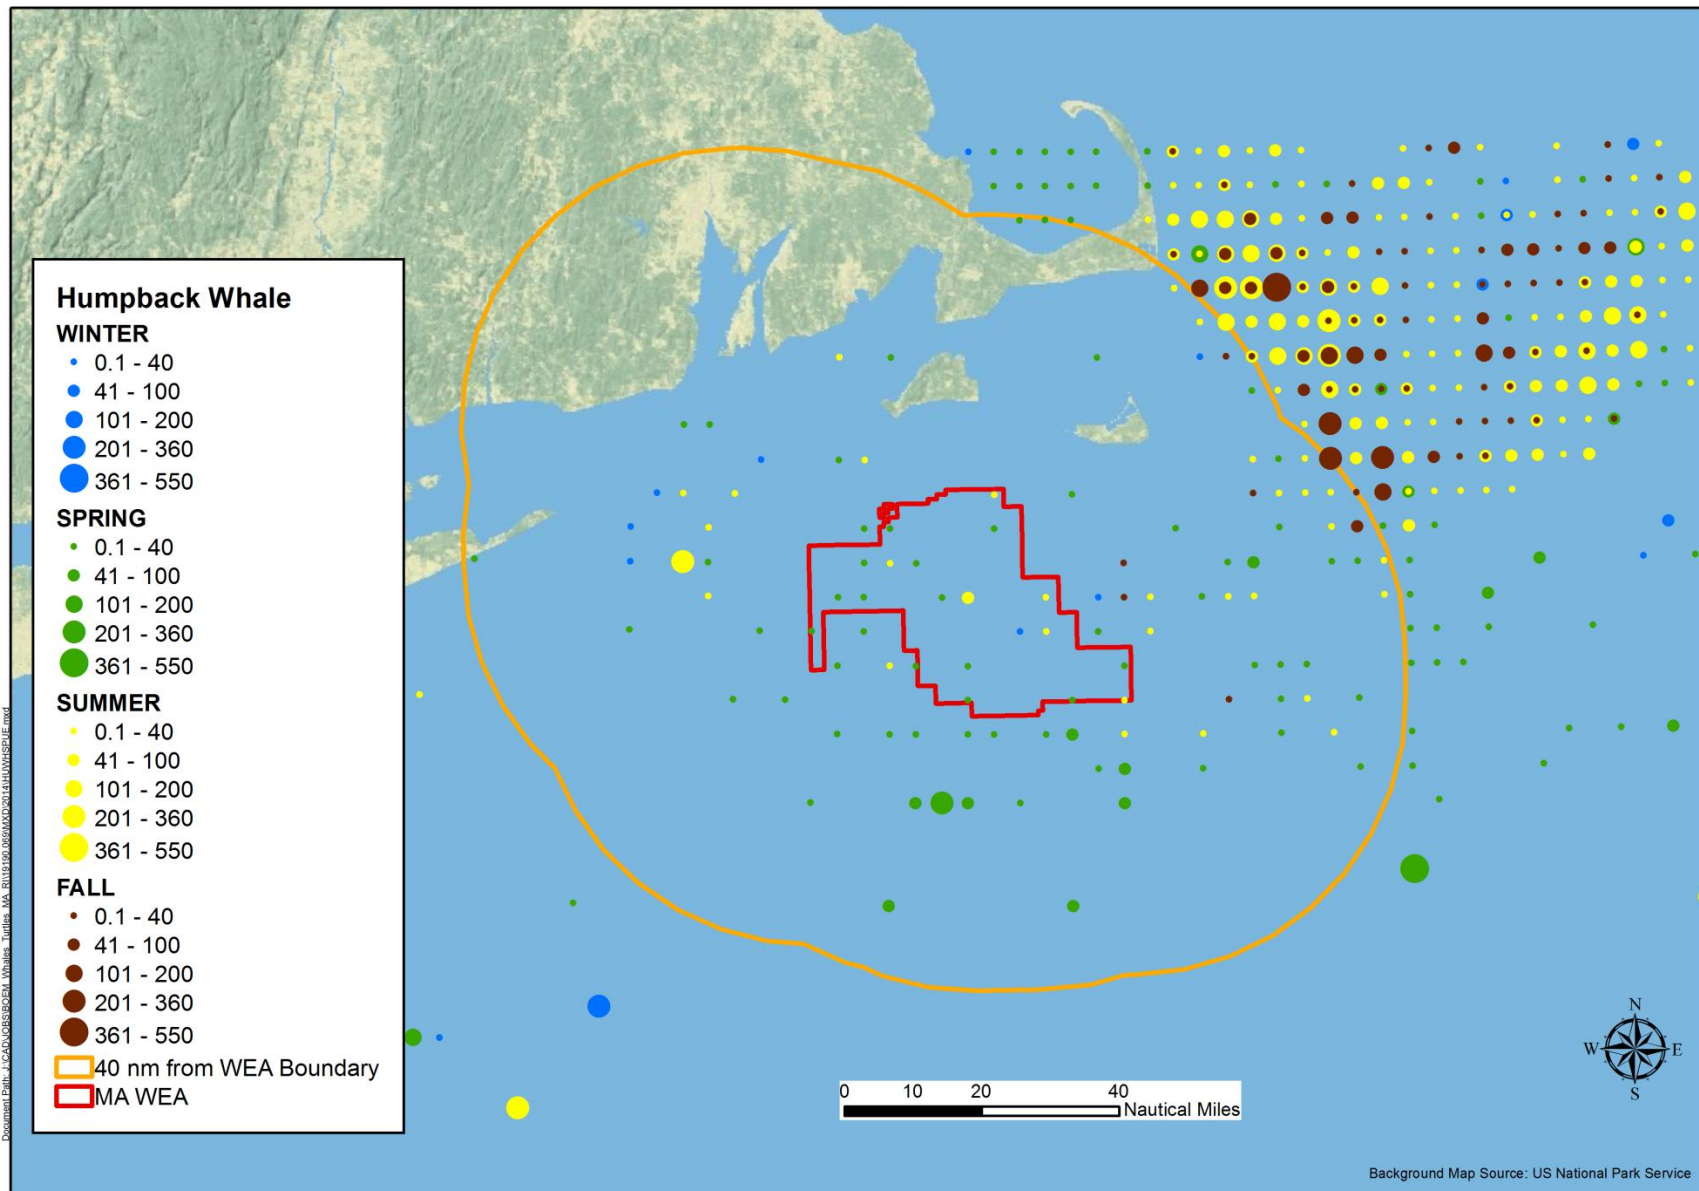 Humpback Whale
WINTER
0.1 - 40
41 - 100
101 - 200
201 - 360
361 - 550
SPRING
0.1 - 40
41 - 100
101 - 200
201 - 360
361 - 550
SUMMER
0.1 - 40
41 - 100
101 - 200
201 - 360
361 - 550
FALL
0.1 - 40
41 - 100
101 - 200
201 - 360
361 - 550
40 nm from WEA Boundary
MA WEA
0 10 20 40
Nautical Miles
N
W E
S
Background Map Source: US National Park Service